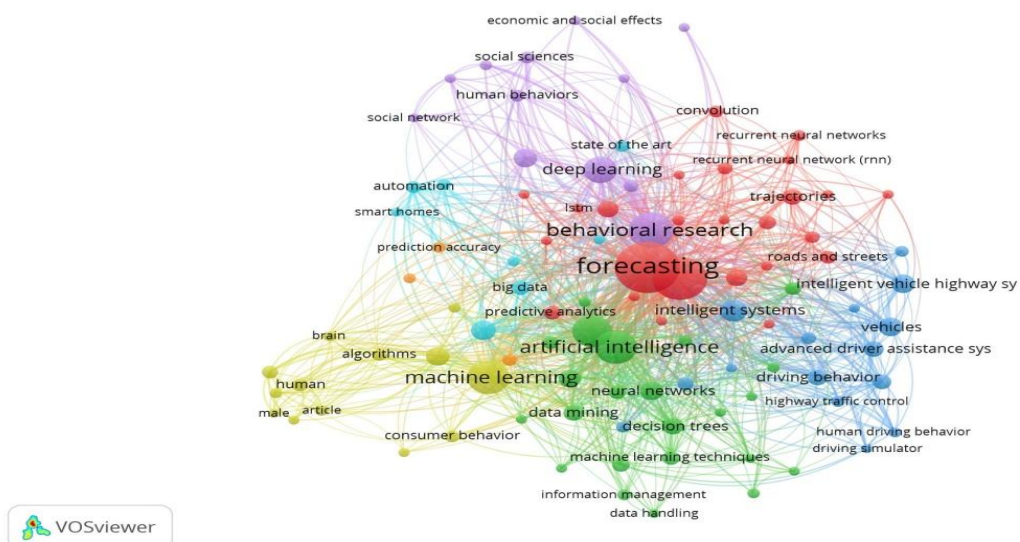 economic and social effects
social sciences
human behaviors
convolution
social network
recurrent neural networks
state of the art
recurrent neural network (rnn)
deep learning
automation
trajectories
lstm
smart homes
behavioral research
prediction accuracy
roads and streets
forecasting
intelligent vehicle highway sy
big data
predictive analytics
intelligent systems
vehicles
brain
artificial intelligence
advanced driver assistance sys
algorithms
machine learning
driving behavior
human
neural networks
highway traffic control
male
article
data mining
decision trees
consumer behavior
human driving behavior
driving simulator
machine learning techniques
information management
data handling
VOSviewer